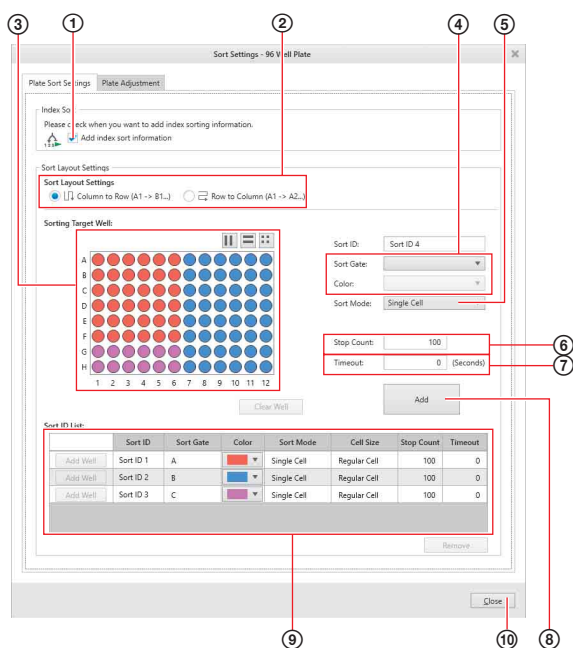 ③ ① ② ④ ⑤
Sort Settings - 96 Well Plate
Plate Sort Settings Plate Adjustment
Index So
Please check when you want to add index sorting information.
Add index sort information
Sort Layout Settings
Sort Layout Settings
Column to Row (A1 -> B1...) Row to Column (A1 -> A2...)
Sorting Target Well:
Sort ID: Sort ID 4
Sort Gate:
Color:
Sort Mode: Single Cell
A
B
C
D
E
F
G
H
1 2 3 4 5 6 7 8 9 10 11 12
Stop Count: 100 ⑥
Timeout: 0 (Seconds) ⑦
Clear Well
Add
Sort ID List:
Sort ID Sort Gate Color Sort Mode Cell Size Stop Count Timeout
Add Well Sort ID 1 A Single Cell Regular Cell 100 0
Add Well Sort ID 2 B Single Cell Regular Cell 100 0
Add Well Sort ID 3 C Single Cell Regular Cell 100 0
Remove
Close
⑨ ⑩ ⑧